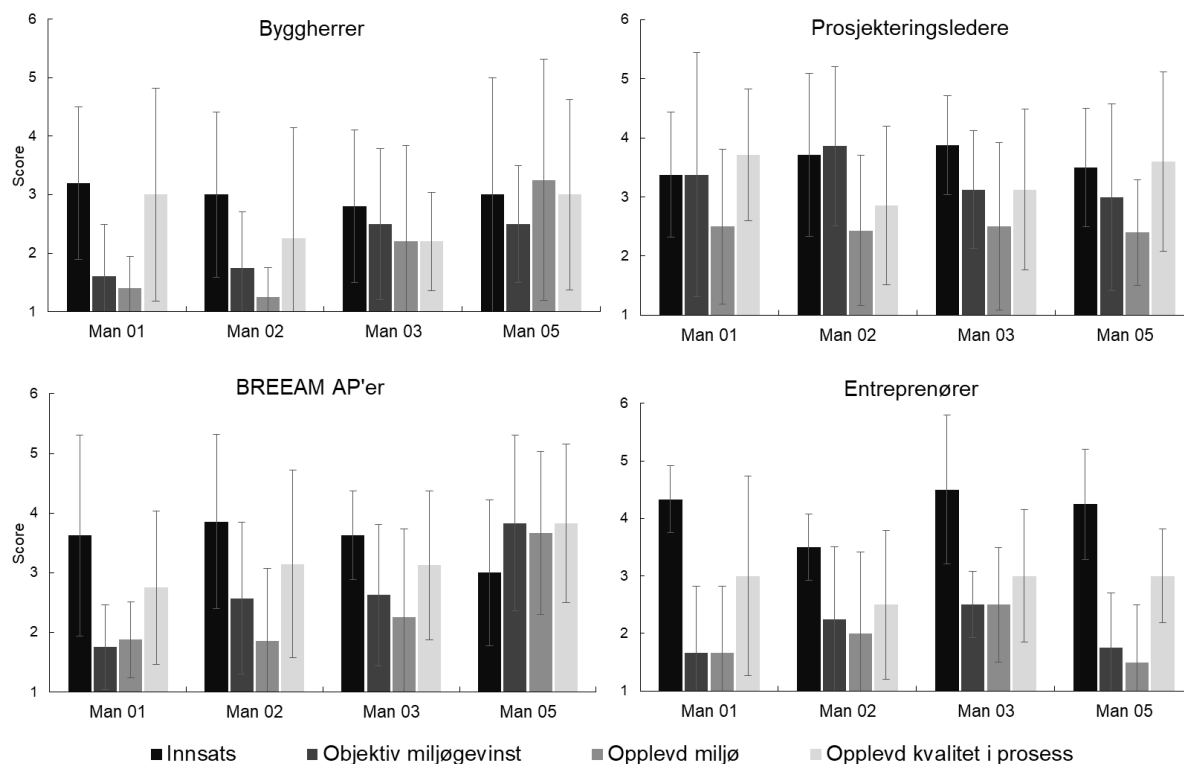 Byggherrer
6
5
4
3
2
1
Score
Man 01 Man 02 Man 03 Man 05
Prosjekteringsledere
6
5
4
3
2
1
Man 01 Man 02 Man 03 Man 05
BREEAM AP'er
6
5
4
3
2
1
Score
Man 01 Man 02 Man 03 Man 05
Entreprenører
6
5
4
3
2
1
Man 01 Man 02 Man 03 Man 05
Innsats Objektiv miljøgevinst Opplevd miljø Opplevd kvalitet i prosess